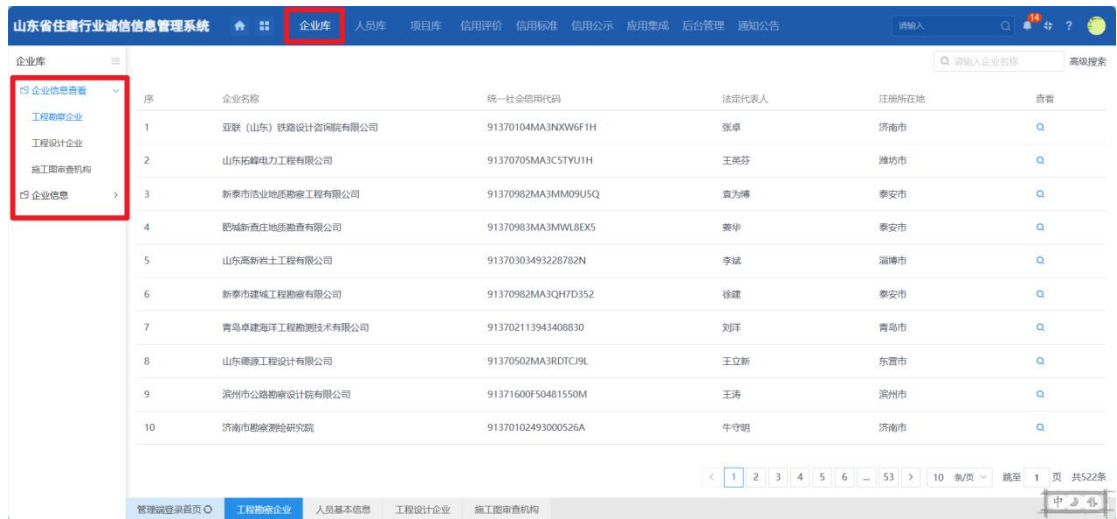 山东省住建行业诚信信息管理系统 企业库 人员库 项目库 信用评价 信用标准 信用公示 应用集成 后台管理 通知公告 请输入 14 ?
企业库 请输入企业名称 高级搜索
企业信息查看
工程勘察企业
工程设计企业
施工图审查机构
企业信息
序 企业名称 统一社会信用代码 法定代表人 注册所在地 查看
1 亚联（山东）铁路设计咨询院有限公司 91370104MA3NXW6F1H 张卓 济南市
2 山东拓峰电力工程有限公司 91370705MA3C5TYU1H 王英芬 潍坊市
3 新泰市浩业地质勘察工程有限公司 91370982MA3MM09U5Q 袁为博 泰安市
4 肥城新查庄地质勘查有限公司 91370983MA3MWL8EX5 姜华 泰安市
5 山东高新岩土工程有限公司 91370303493228782N 李斌 淄博市
6 新泰市建城工程勘察有限公司 91370982MA3QH7D352 徐建 泰安市
7 青岛卓建海洋工程勘测技术有限公司 913702113943408830 刘洋 青岛市
8 山东德源工程设计有限公司 91370502MA3RDTCJ9L 王立新 东营市
9 滨州市公路勘察设计院有限公司 91371600F50481550M 王涛 滨州市
10 济南市勘察测绘研究院 91370102493000526A 牛守明 济南市
< 1 2 3 4 5 6 ... 53 > 10 条/页 跳至 1 页 共522条
管理端登录首页 工程勘察企业 人员基本信息 工程设计企业 施工图审查机构
中